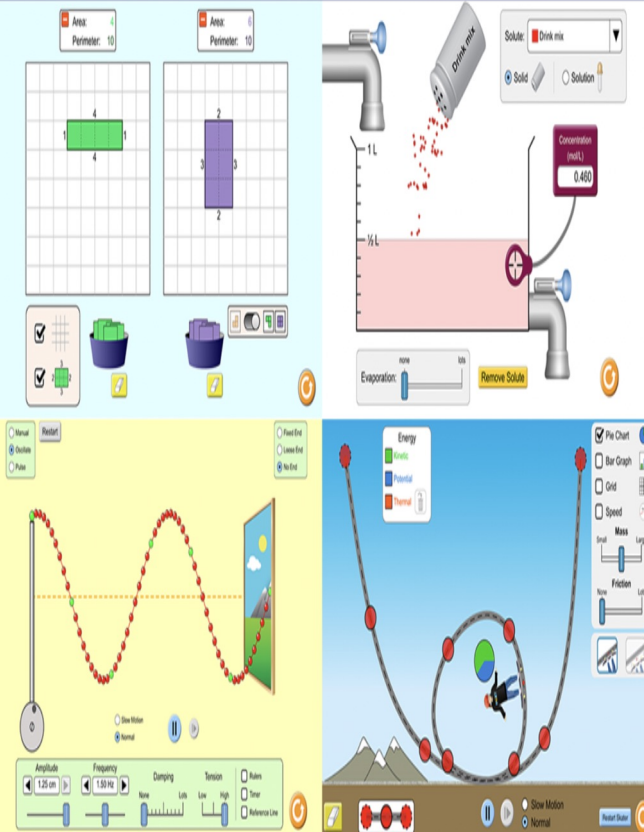 Area: 4
Perimeter: 10
Area: 6
Perimeter: 10
4
1
1
4
2
3
3
2
3
2
2
3
Solute: Drink mix
Solid
Solution
Drink mix
1 L
½ L
Concentration
(mol/L)
0.460
none
lots
Evaporation:
Remove Solute
Manual
Oscillate
Pulse
Restart
Fixed End
Loose End
No End
Slow Motion
Normal
Amplitude
1.25 cm
Frequency
1.50 Hz
Damping
None
Lots
Tension
Low
High
Rulers
Timer
Reference Line
Energy
Kinetic
Potential
Thermal
Pie Chart
Bar Graph
Grid
Speed
Mass
Small
Friction
None
Slow Motion
Normal
Restart Skater